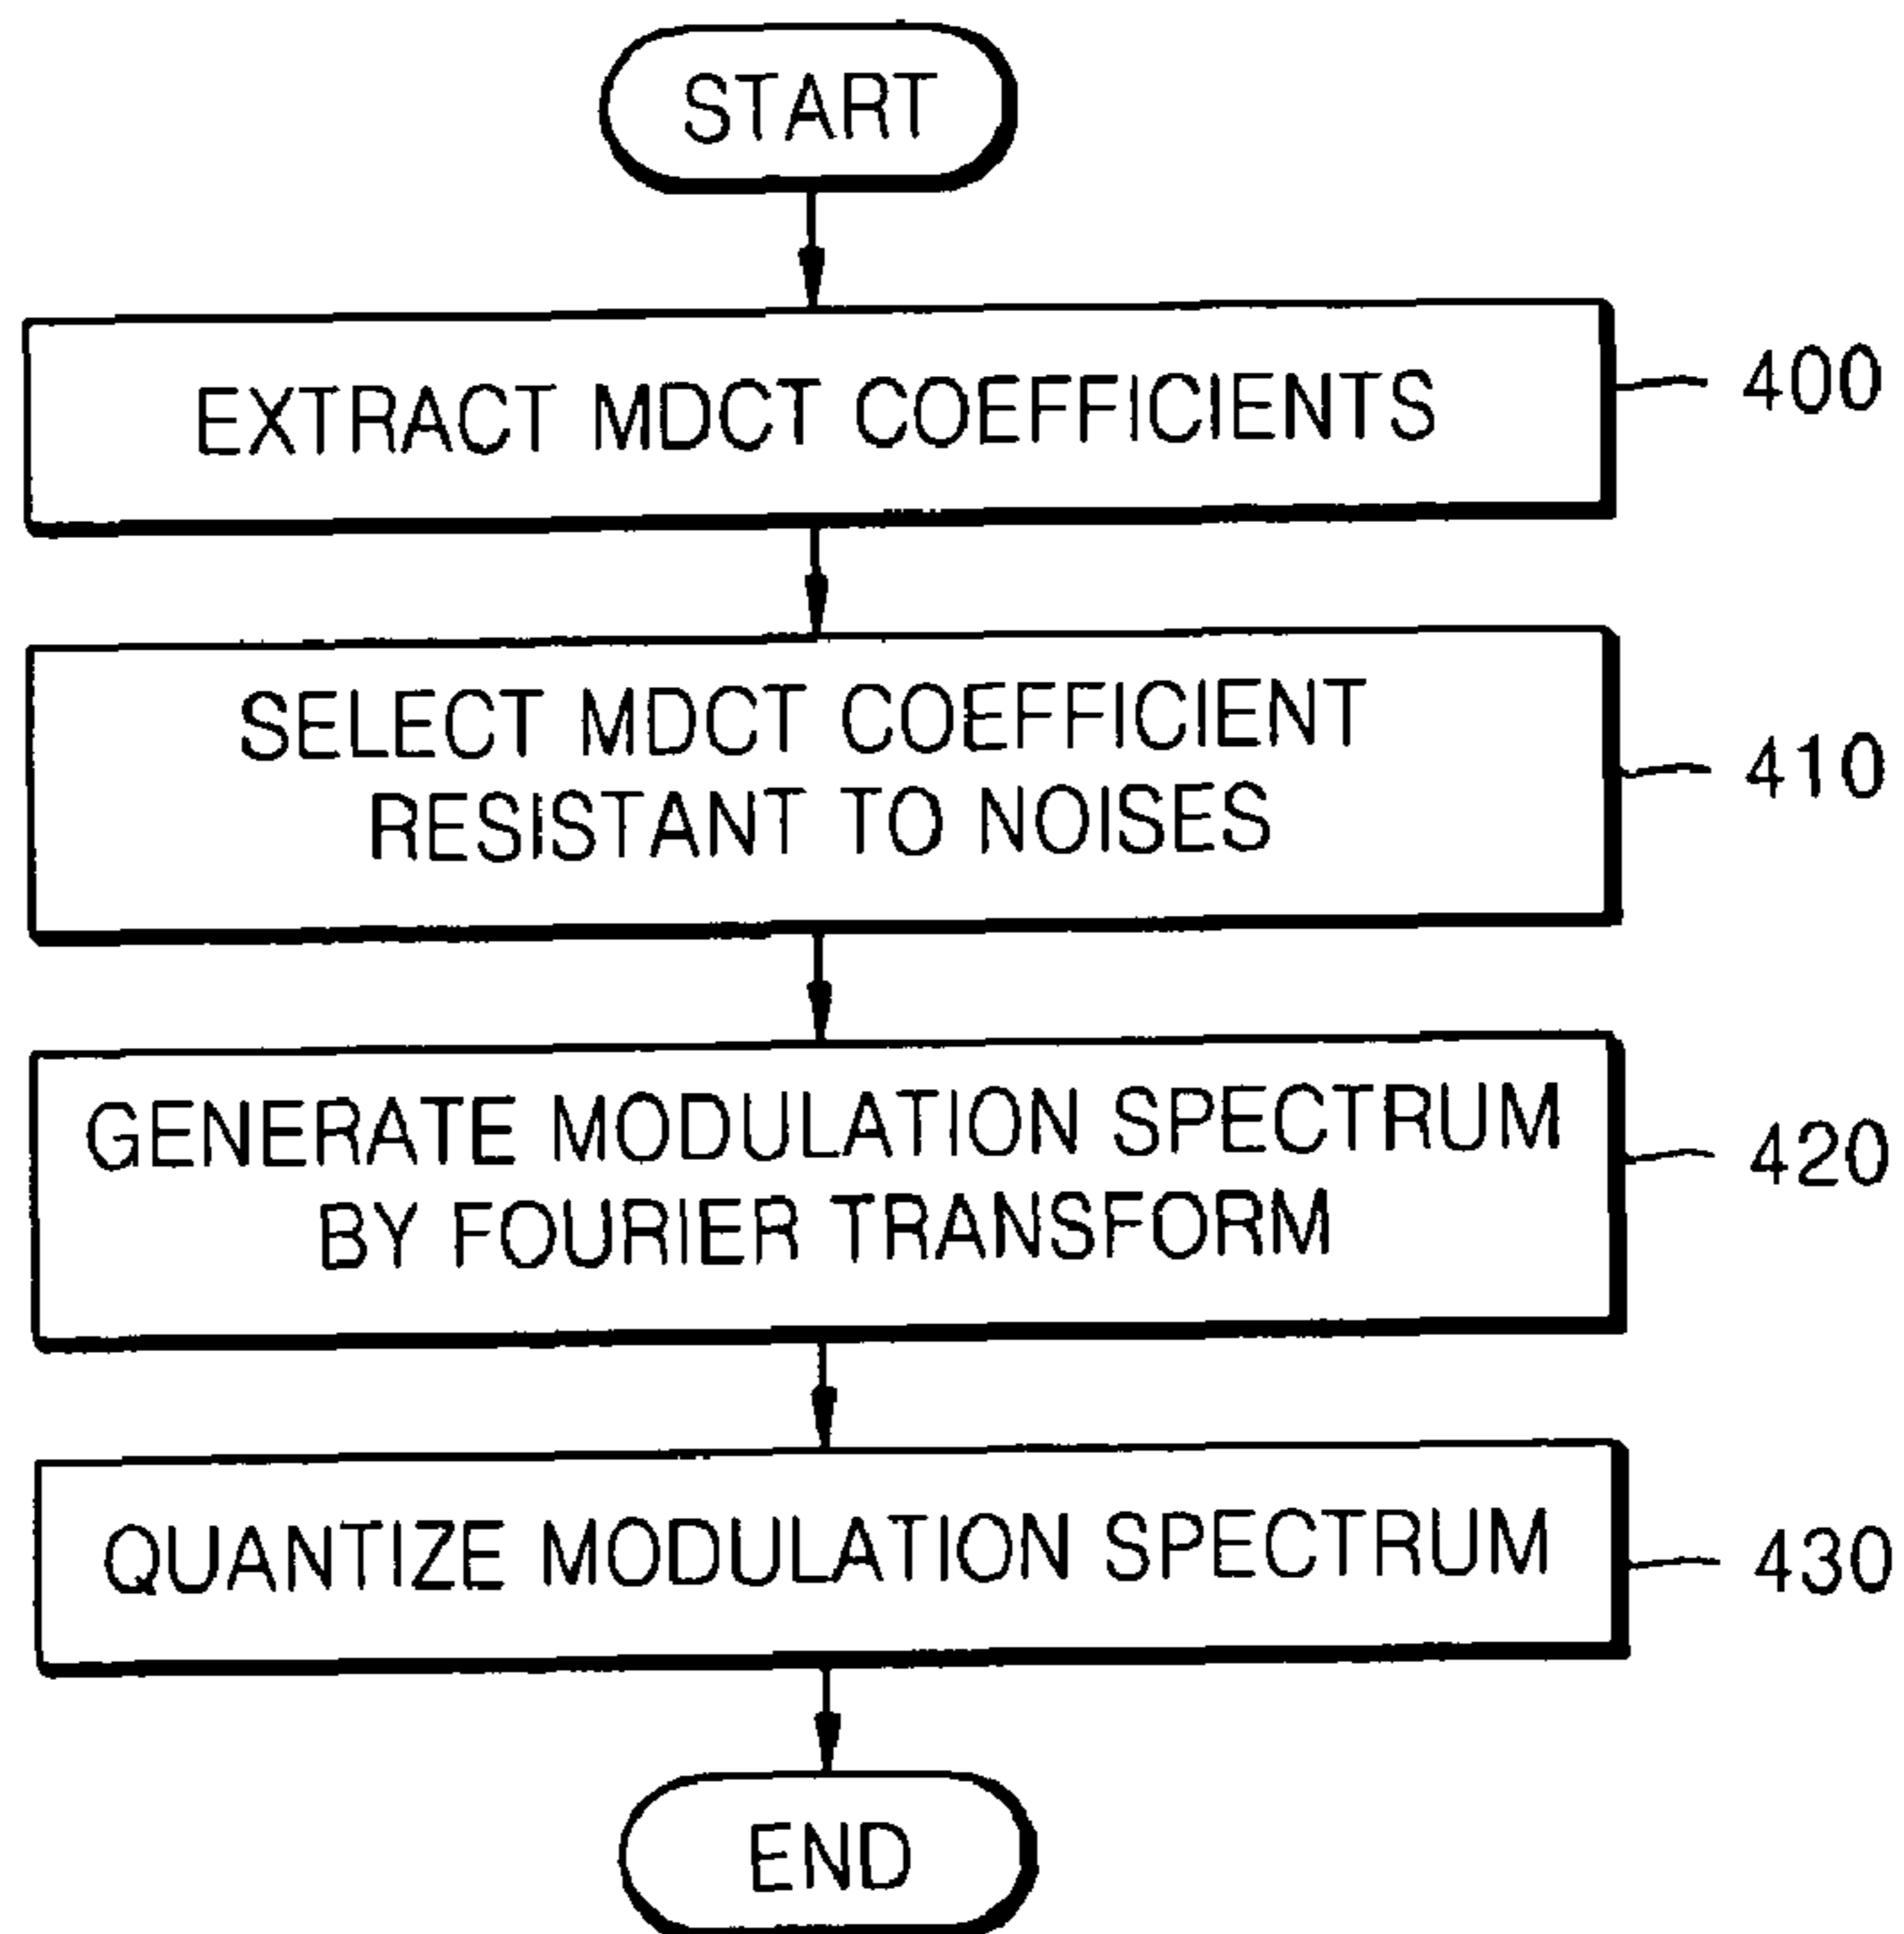 START
EXTRACT MDCT COEFFICIENTS
400
SELECT MDCT COEFFICIENT
RESISTANT TO NOISES
410
GENERATE MODULATION SPECTRUM
BY FOURIER TRANSFORM
420
QUANTIZE MODULATION SPECTRUM
430
END